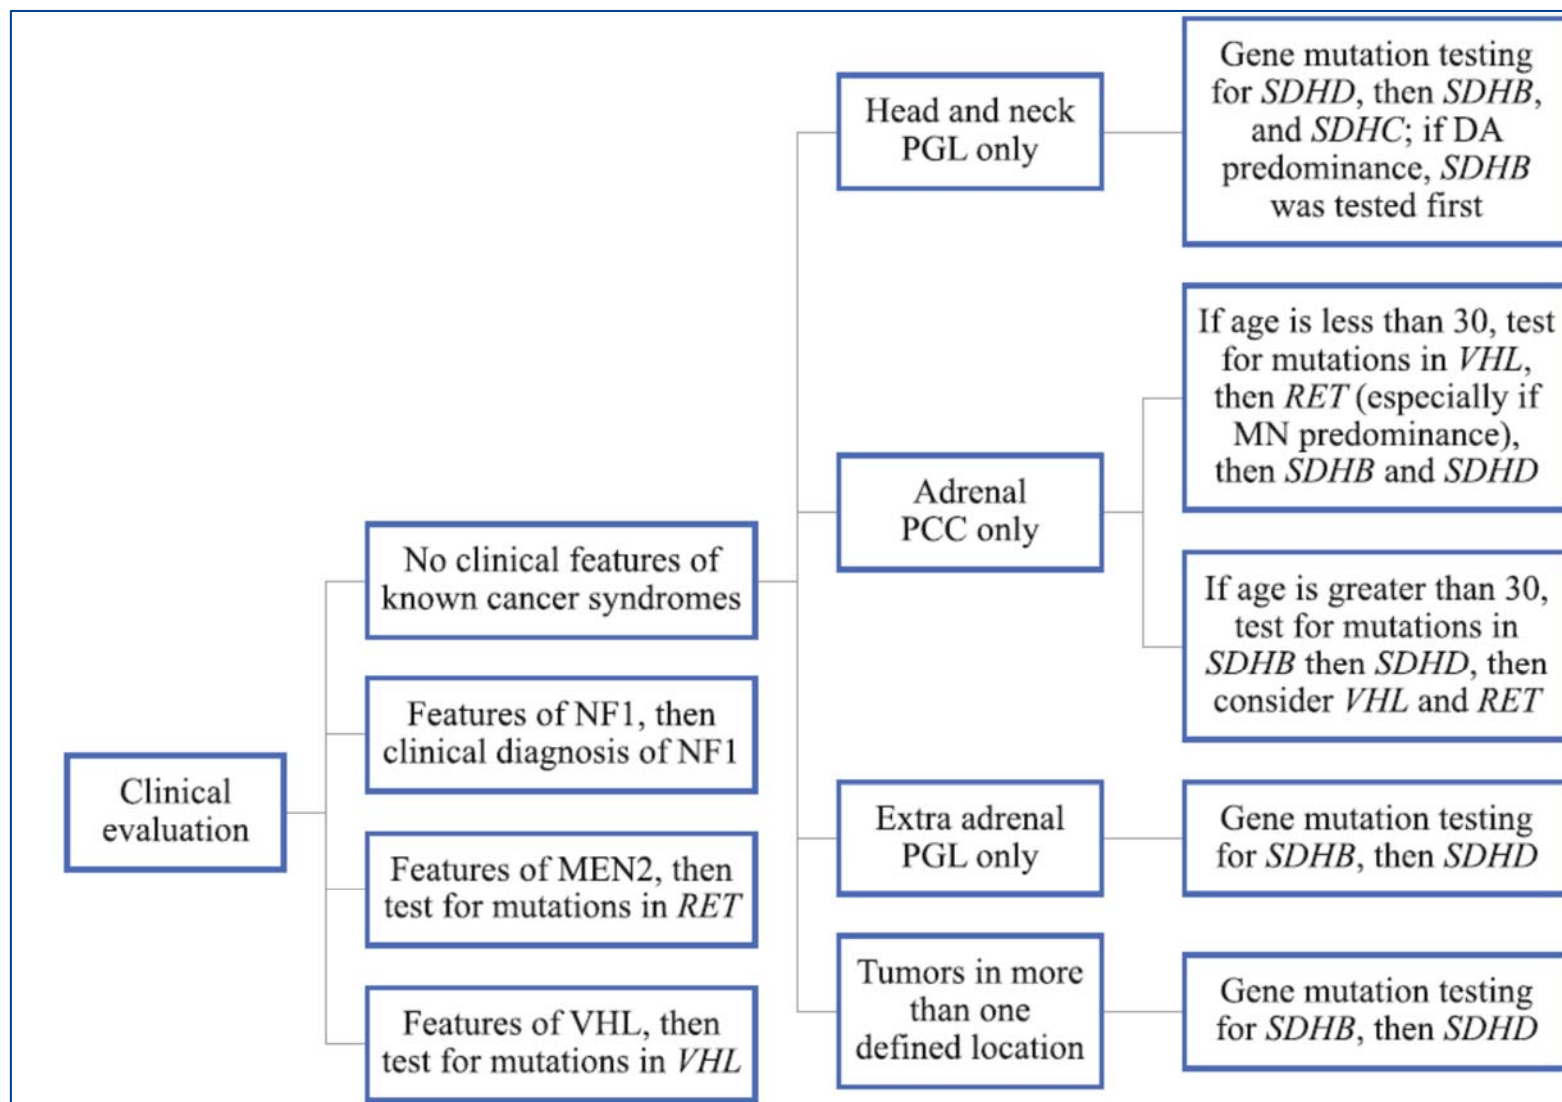 Clinical
evaluation
No clinical features of
known cancer syndromes
Features of NF1, then
clinical diagnosis of NF1
Features of MEN2, then
test for mutations in RET
Features of VHL, then
test for mutations in VHL
Head and neck
PGL only
Adrenal
PCC only
Extra adrenal
PGL only
Tumors in more
than one
defined location
Gene mutation testing
for SDHD, then SDHB,
and SDHC; if DA
predominance, SDHB
was tested first
If age is less than 30, test
for mutations in VHL,
then RET (especially if
MN predominance),
then SDHB and SDHD
If age is greater than 30,
test for mutations in
SDHB then SDHD, then
consider VHL and RET
Gene mutation testing
for SDHB, then SDHD
Gene mutation testing
for SDHB, then SDHD